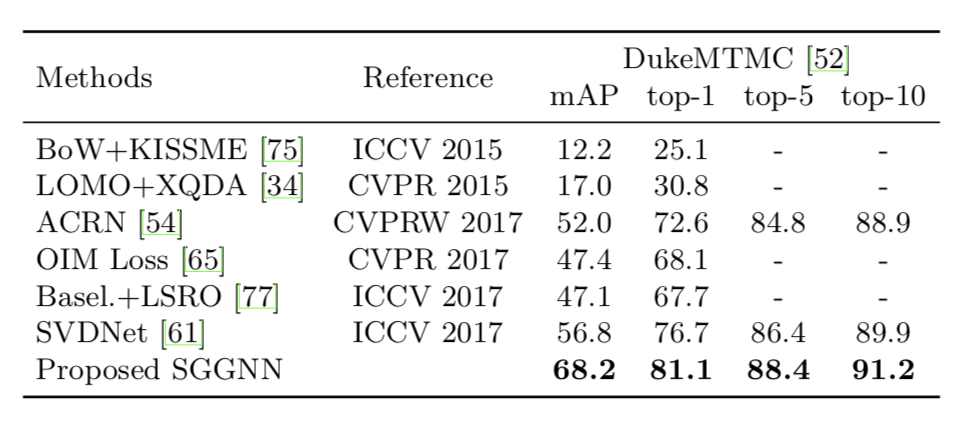 Methods Reference DukeMTMC [52]
mAP top-1 top-5 top-10
BoW+KISSME [75] ICCV 2015 12.2 25.1 - -
LOMO+XQDA [34] CVPR 2015 17.0 30.8 - -
ACRN [54] CVPRW 2017 52.0 72.6 84.8 88.9
OIM Loss [65] CVPR 2017 47.4 68.1 - -
Basel.+LSRO [77] ICCV 2017 47.1 67.7 - -
SVDNet [61] ICCV 2017 56.8 76.7 86.4 89.9
Proposed SGGNN 68.2 81.1 88.4 91.2